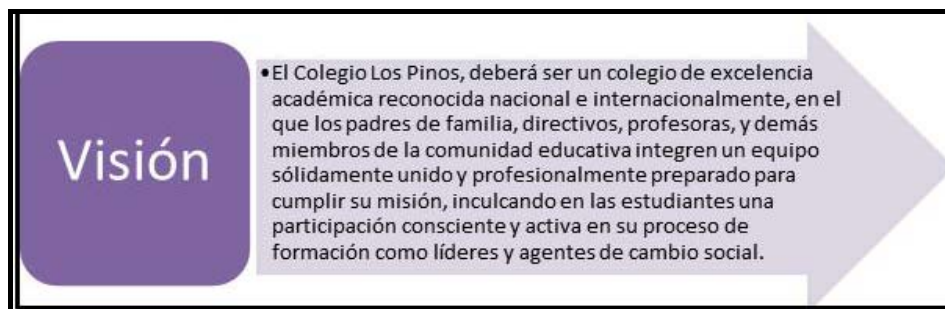 Visión
•El Colegio Los Pinos, deberá ser un colegio de excelencia
académica reconocida nacional e internacionalmente, en el
que los padres de familia, directivos, profesoras, y demás
miembros de la comunidad educativa integren un equipo
sólidamente unido y profesionalmente preparado para
cumplir su misión, inculcando en las estudiantes una
participación consciente y activa en su proceso de
formación como líderes y agentes de cambio social.